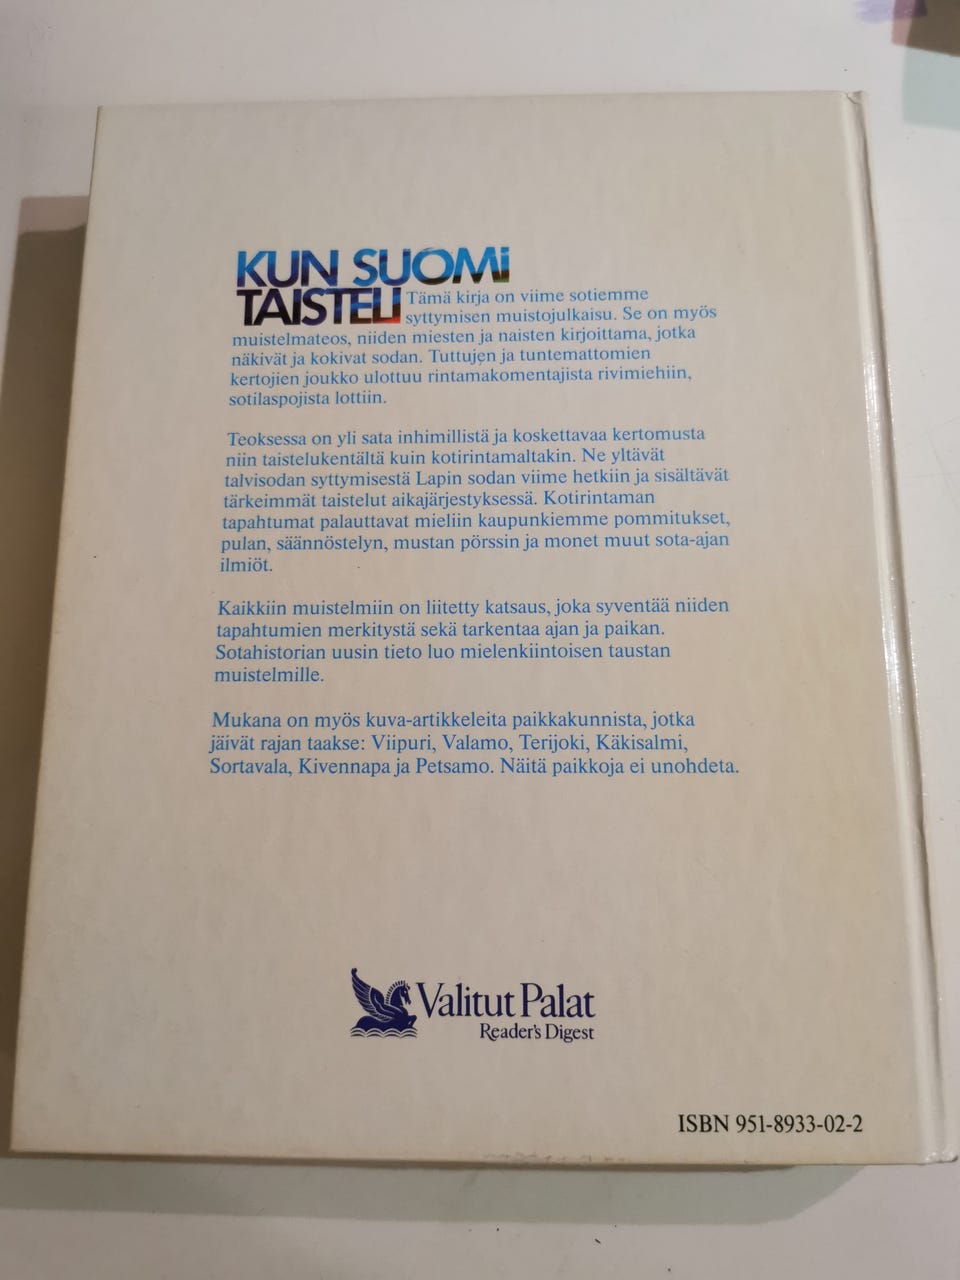 KUN SUOMI
TAISTELI Tämä kirja on viime sotiemme
syttymisen muistojulkaisu. Se on myös
muistelmateos, niiden miesten ja naisten kirjoittama, jotka
näkivät ja kokivat sodan. Tuttujen ja tuntemattomien
kertojien joukko ulottuu rintamakomentajista rivimiehiin,
sotilaspojista lottiin.
Teoksessa on yli sata inhimillistä ja koskettavaa kertomusta
niin taistelukentältä kuin kotirintamaltakin. Ne yltävät
talvisodan syttymisestä Lapin sodan viime hetkiin ja sisältävät
tärkeimmät taistelut aikajärjestyksessä. Kotirintaman
tapahtumat palauttavat mieliin kaupunkiemme pommitukset,
pulan, säännöstelyn, mustan pörssin ja monet muut sota-ajan
ilmiöt.
Kaikkiin muistelmiin on liitetty katsaus, joka syventää niiden
tapahtumien merkitystä sekä tarkentaa ajan ja paikan.
Sotahistorian uusin tieto luo mielenkiintoisen taustan
muistelmille.
Mukana on myös kuva-artikkeleita paikkakunnista, jotka
jäivät rajan taakse: Viipuri, Valamo, Terijoki, Käkisalmi,
Sortavala, Kivennapa ja Petsamo. Näitä paikkoja ei unohdeta.
Valitut Palat
Reader's Digest
ISBN 951-8933-02-2